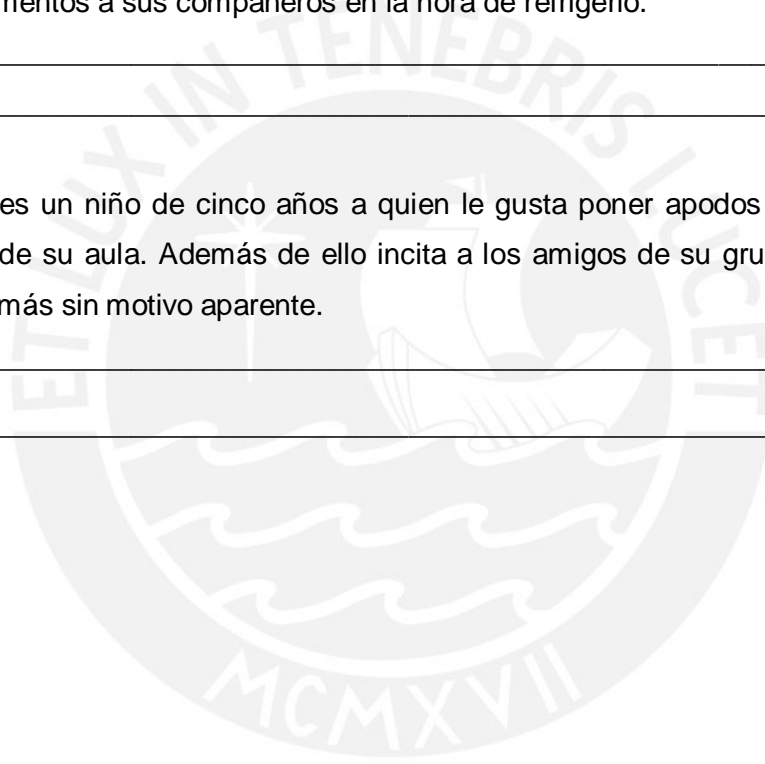 a sus compañeros en la hora de refrigerio.
es un niño de cinco años a quien le gusta poner apodos
de su aula. Además de ello incita a los amigos de su
más sin motivo aparente.
ET LUX IN TENEBRIS LUCET
MCMXVII